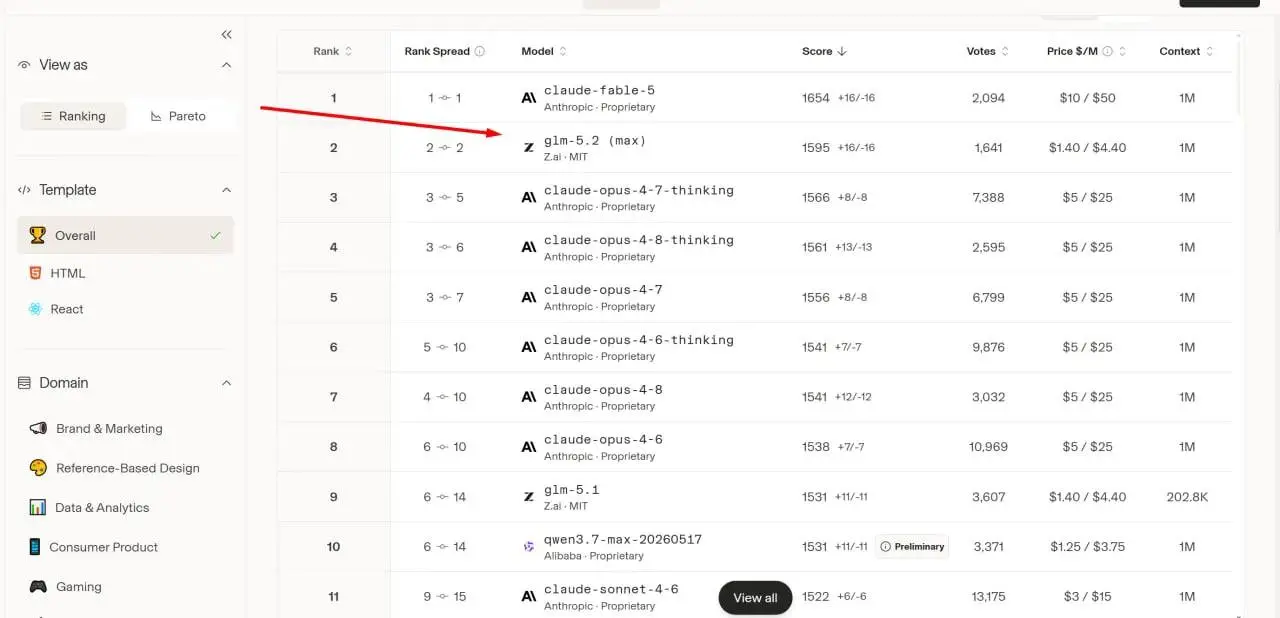 View as
Ranking
Pareto
Template
Overall
HTML
React
Domain
Brand & Marketing
Reference-Based Design
Data & Analytics
Consumer Product
Gaming
Rank Rank Spread Model Score Votes Price $/M Context
1 1 1 claude-fable-5 1654 +16/-16 2,094 $10 / $50 1M
Anthropic · Proprietary
2 2 2 glm-5.2 (max) 1595 +16/-16 1,641 $1.40 / $4.40 1M
Z.ai · MIT
3 3 5 claude-opus-4-7-thinking 1566 +8/-8 7,388 $5 / $25 1M
Anthropic · Proprietary
4 3 6 claude-opus-4-8-thinking 1561 +13/-13 2,595 $5 / $25 1M
Anthropic · Proprietary
5 3 7 claude-opus-4-7 1556 +8/-8 6,799 $5 / $25 1M
Anthropic · Proprietary
6 5 10 claude-opus-4-6-thinking 1541 +7/-7 9,876 $5 / $25 1M
Anthropic · Proprietary
7 4 10 claude-opus-4-8 1541 +12/-12 3,032 $5 / $25 1M
Anthropic · Proprietary
8 6 10 claude-opus-4-6 1538 +7/-7 10,969 $5 / $25 1M
Anthropic · Proprietary
9 6 14 glm-5.1 1531 +11/-11 3,607 $1.40 / $4.40 202.8K
Z.ai · MIT
10 6 14 qwen3.7-max-20260517 1531 +11/-11 Preliminary 3,371 $1.25 / $3.75 1M
Alibaba · Proprietary
11 9 15 claude-sonnet-4-6 1522 +6/-6 13,175 $3 / $15 1M
Anthropic · Proprietary
View all